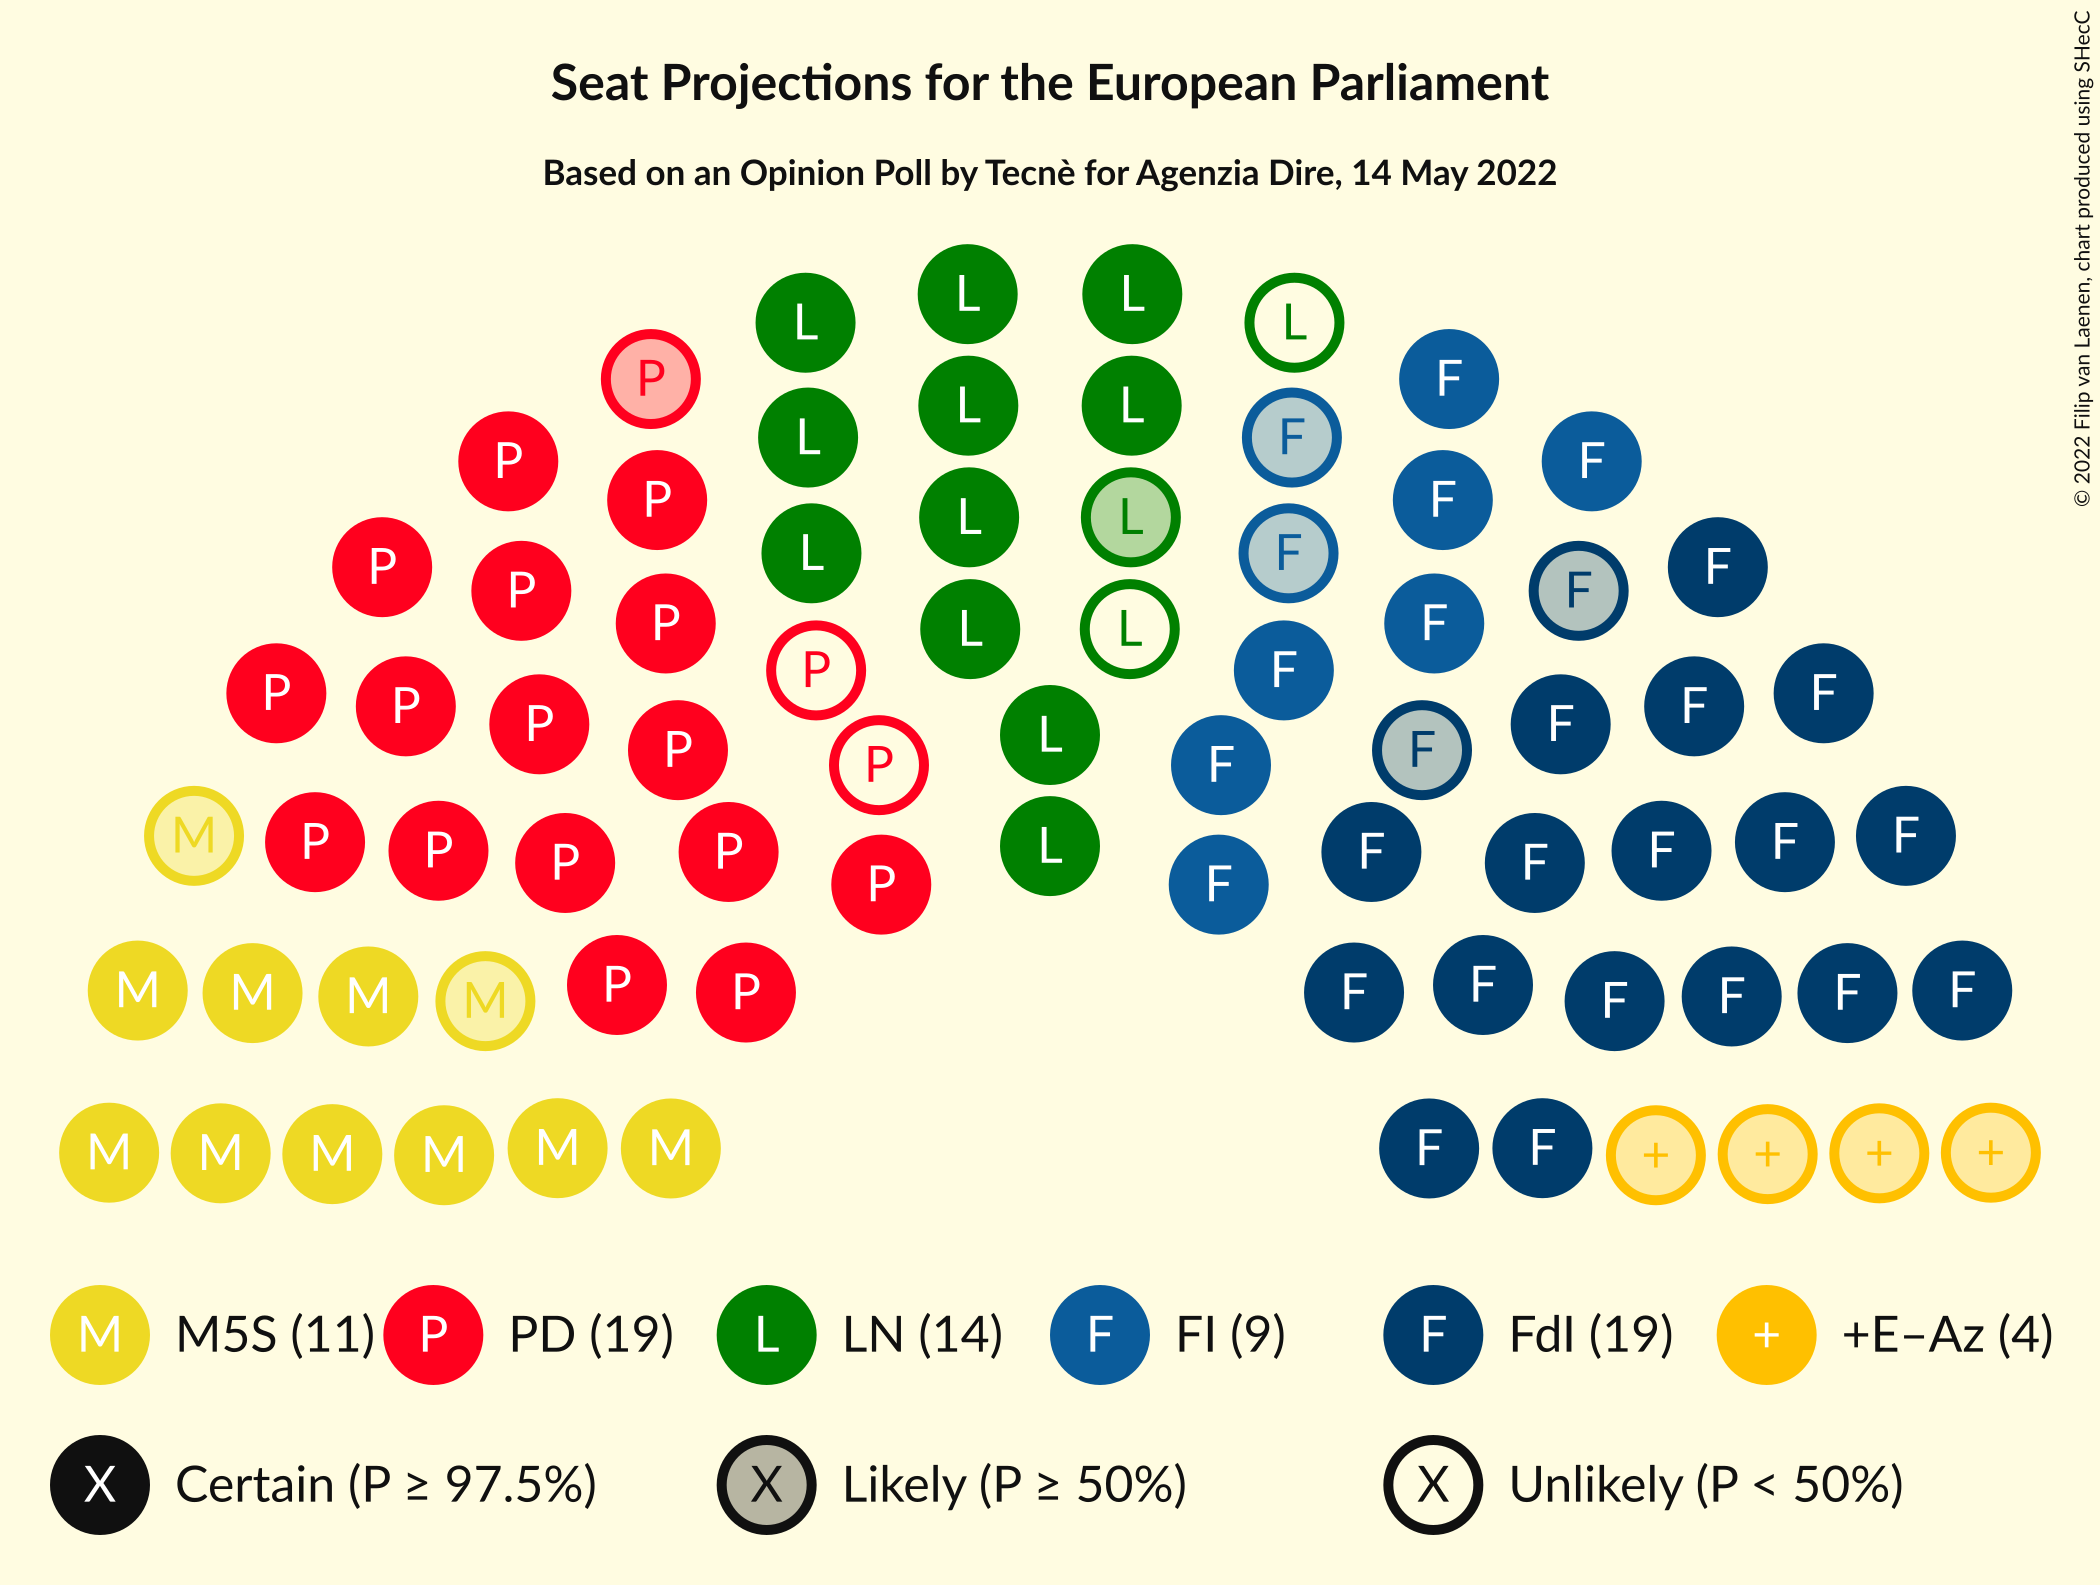 Seat Projections for the European Parliament
Based on an Opinion Poll by Tecnè for Agenzia Dire, 14 May 2022
© 2022 Filip van Laenen, chart produced using SHecC
L L
L L
P F
L L
L F
P F
P P F F
L L
L F
P F
P F F F
P F
P L L F
P P
P P F F
P F
P F F F
L
P F
P F
M P P P P F F F F F
L
P F
M M M M P P F F F F F F
M M M M M M F F + + + +
M M5S (11) P PD (19) L LN (14) F FI (9) F FdI (19) + +E–Az (4)
X Certain (P ≥ 97.5%) X Likely (P ≥ 50%) X Unlikely (P < 50%)